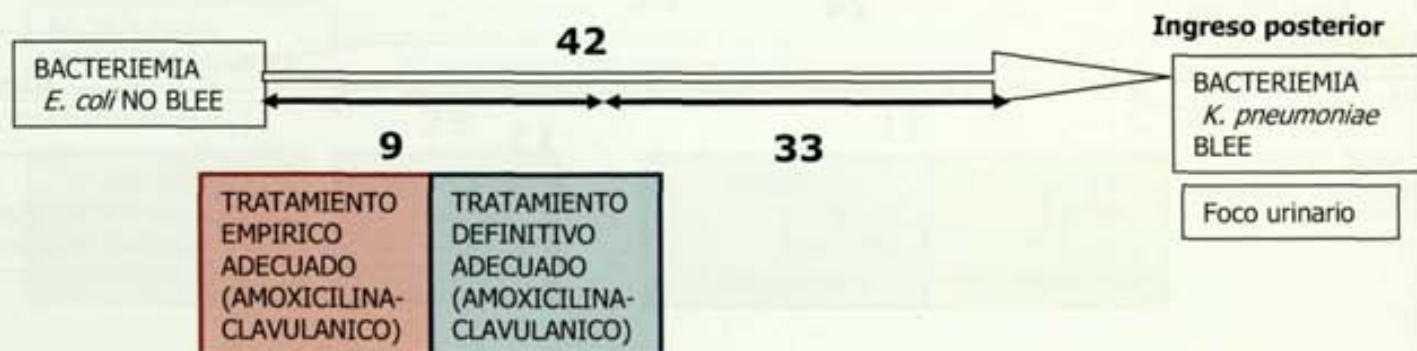 42
Ingreso posterior
BACTERIEMIA
E. coli NO BLEE
BACTERIEMIA
K. pneumoniae
BLEE
9
33
TRATAMIENTO
EMPIRICO
ADECUADO
(AMOXICILINA-
CLAVULANICO)
TRATAMIENTO
DEFINITIVO
ADECUADO
(AMOXICILINA-
CLAVULANICO)
Foco urinario